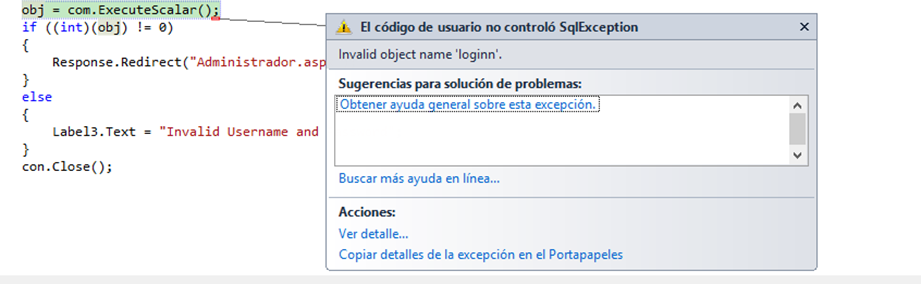 obj = com.ExecuteScalar();
if ((int)(obj) != 0)
{
Response.Redirect("Administrador.asp
}
else
{
Label3.Text = "Invalid Username and
}
con.Close();
El código de usuario no controló SqlException
Invalid object name 'loginn'.
Sugerencias para solución de problemas:
Obtener ayuda general sobre esta excepción.
Buscar más ayuda en línea...
Acciones:
Ver detalle...
Copiar detalles de la excepción en el Portapapeles